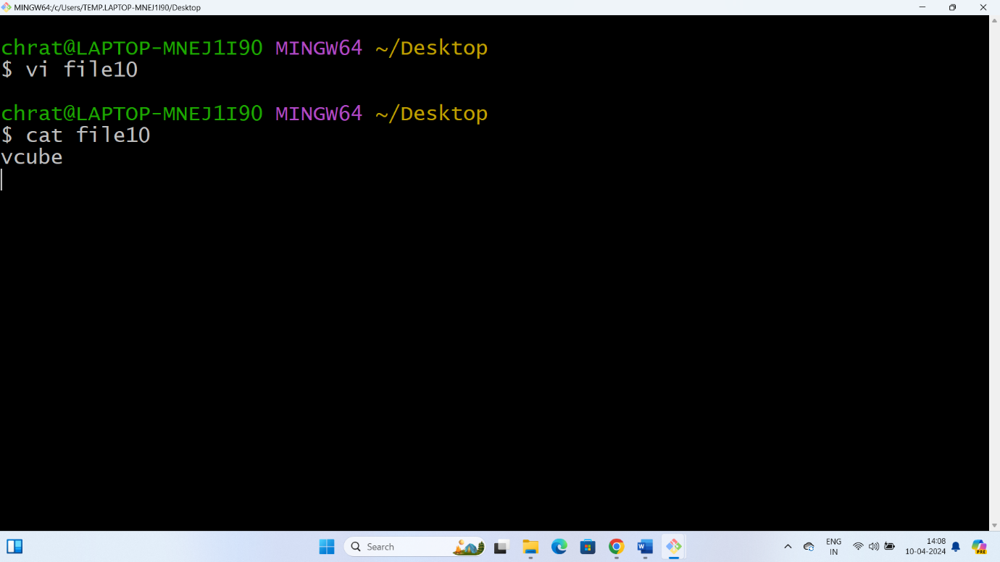 MINGW64:/c/Users/TEMP.LAPTOP-MNEJ1I90/Desktop
chrat@LAPTOP-MNEJ1I90 MINGW64 ~/Desktop
$ vi file10
chrat@LAPTOP-MNEJ1I90 MINGW64 ~/Desktop
$ cat file10
vcube
Search
ENG
IN
14:08
10-04-2024
PRE